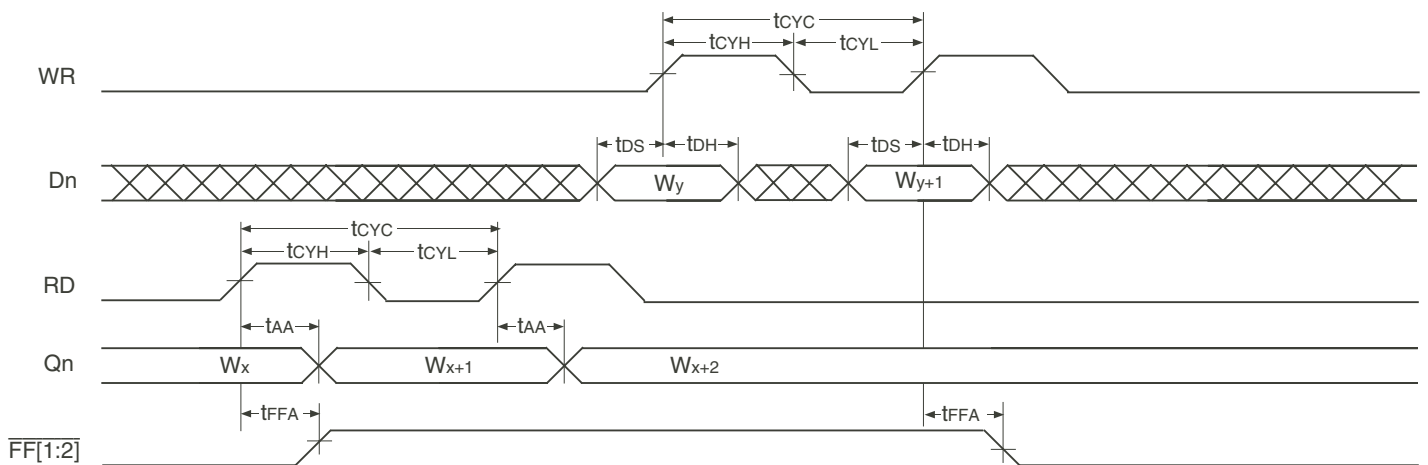 tCYC
tCYH tCYL
WR
tDS tDH tDS tDH
Dn Wy Wy+1
tCYC
tCYH tCYL
RD
tAA tAA
Qn Wx Wx+1 Wx+2
tFFA tFFA
FF[1:2]